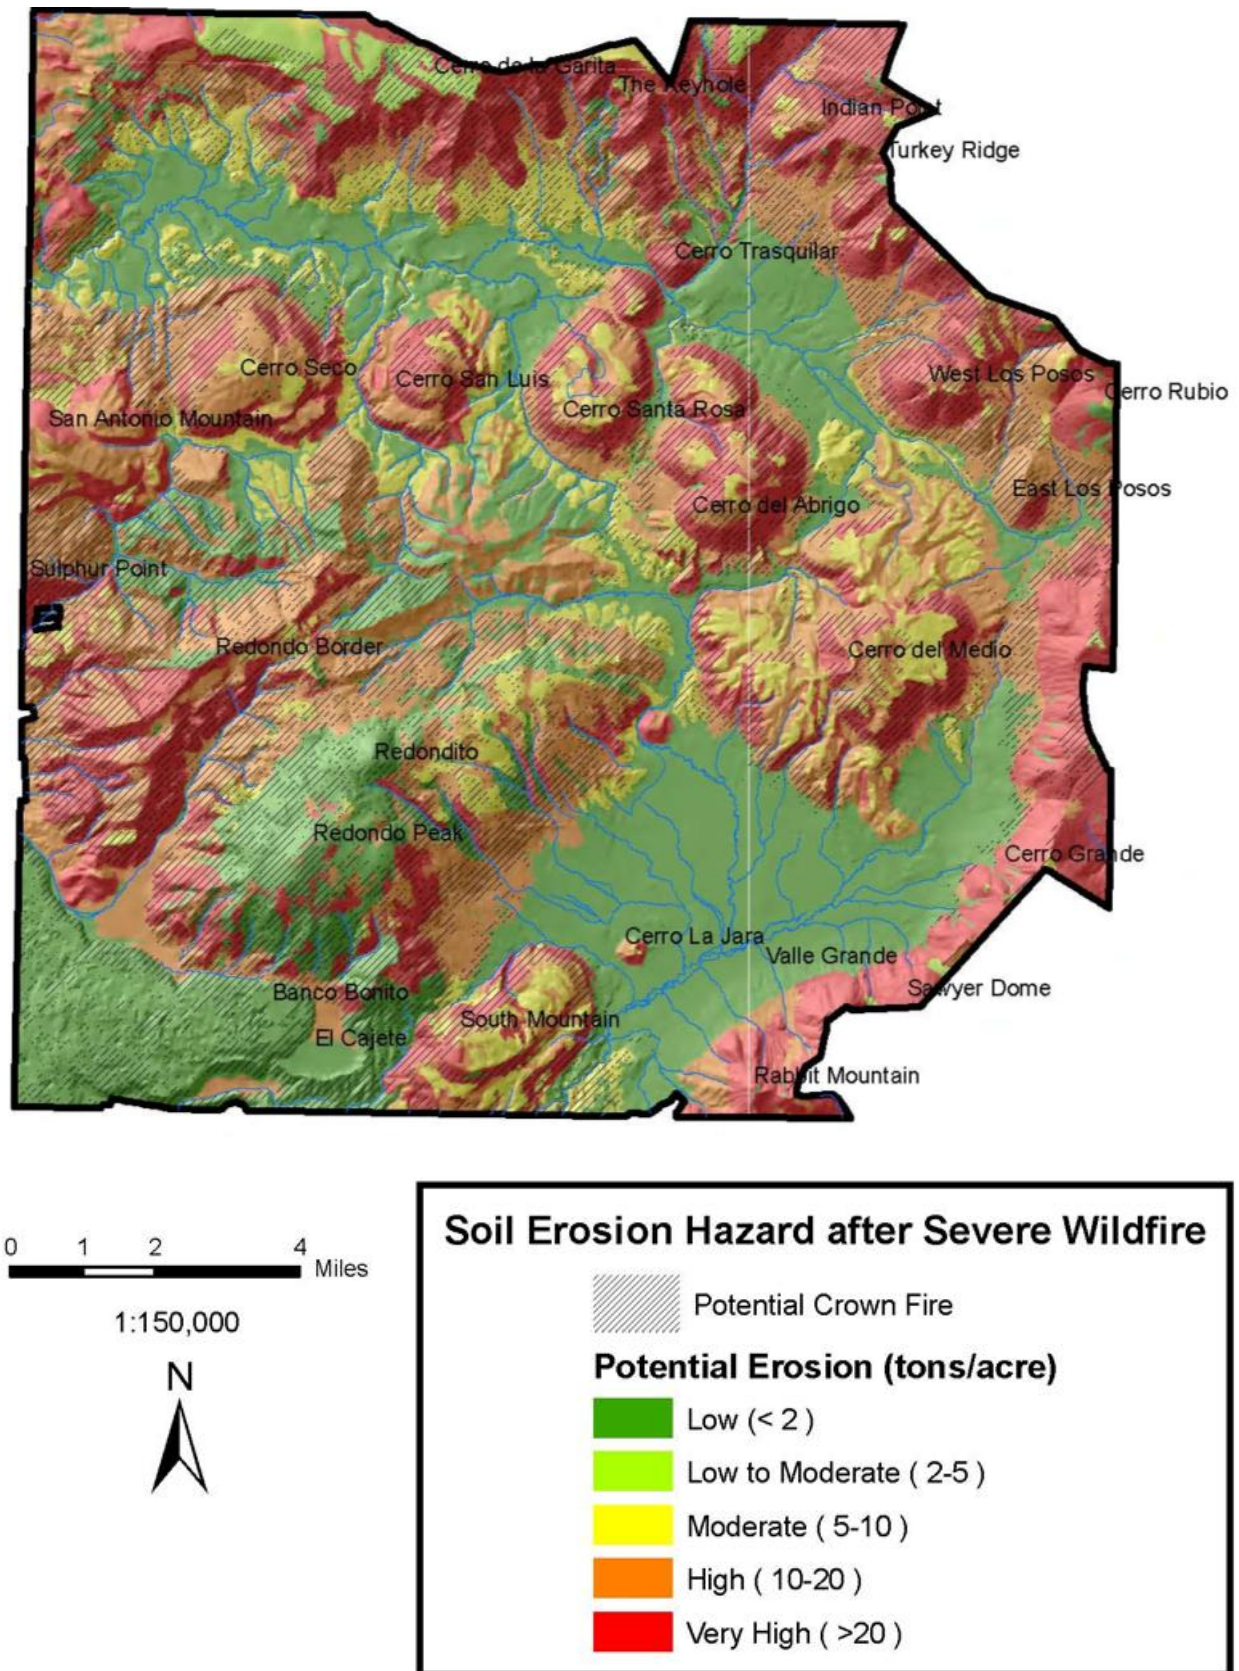 Cerro de la Garita
The Keyhole
Indian Point
Turkey Ridge
Cerro Trasquilar
Cerro Seco
Cerro San Luis
West Los Posos
Cerro Rubio
Cerro Santa Rosa
San Antonio Mountain
East Los Posos
Cerro del Abrigo
Sulphur Point
Redondo Border
Cerro del Medio
Redondito
Redondo Peak
Cerro Grande
Cerro La Jara
Valle Grande
Banco Bonito
Sawyer Dome
South Mountain
El Cajete
Rabbit Mountain
0 1 2 4
Miles
1:150,000
N
Soil Erosion Hazard after Severe Wildfire
Potential Crown Fire
Potential Erosion (tons/acre)
Low (< 2 )
Low to Moderate ( 2-5 )
Moderate ( 5-10 )
High ( 10-20 )
Very High ( >20 )